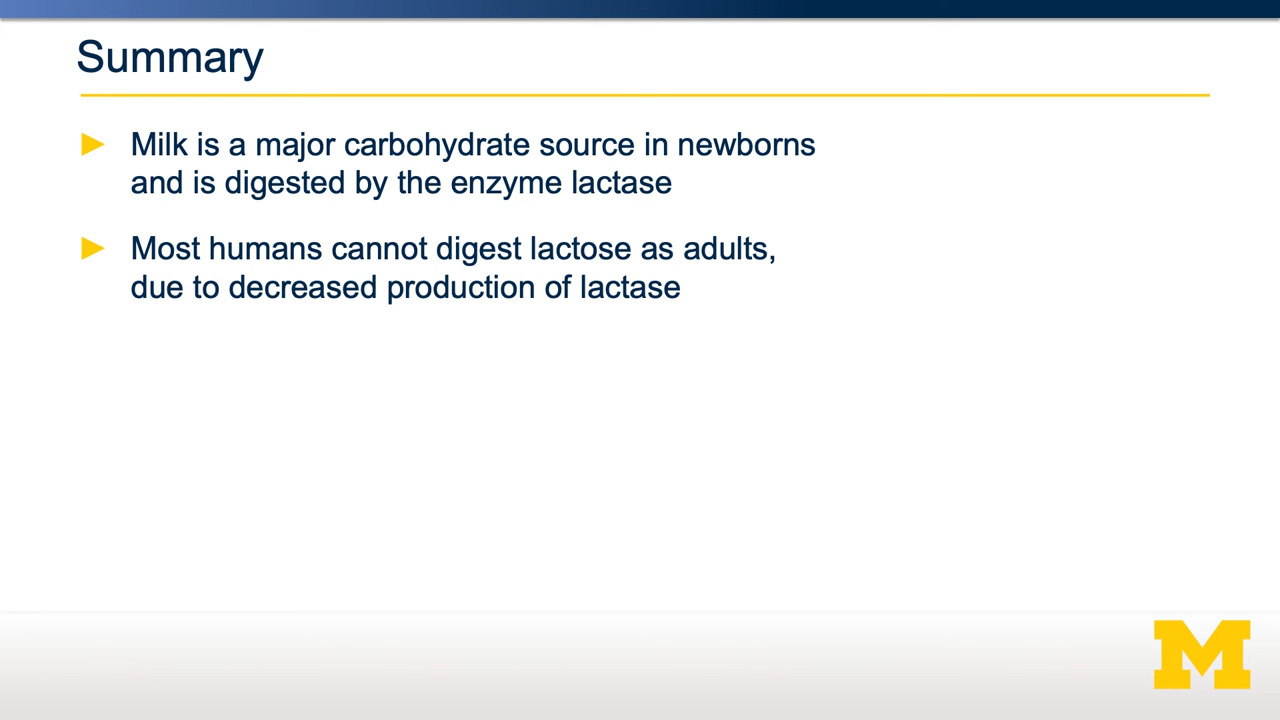 Summary
Milk is a major carbohydrate source in newborns
and is digested by the enzyme lactase
Most humans cannot digest lactose as adults,
due to decreased production of lactase
M